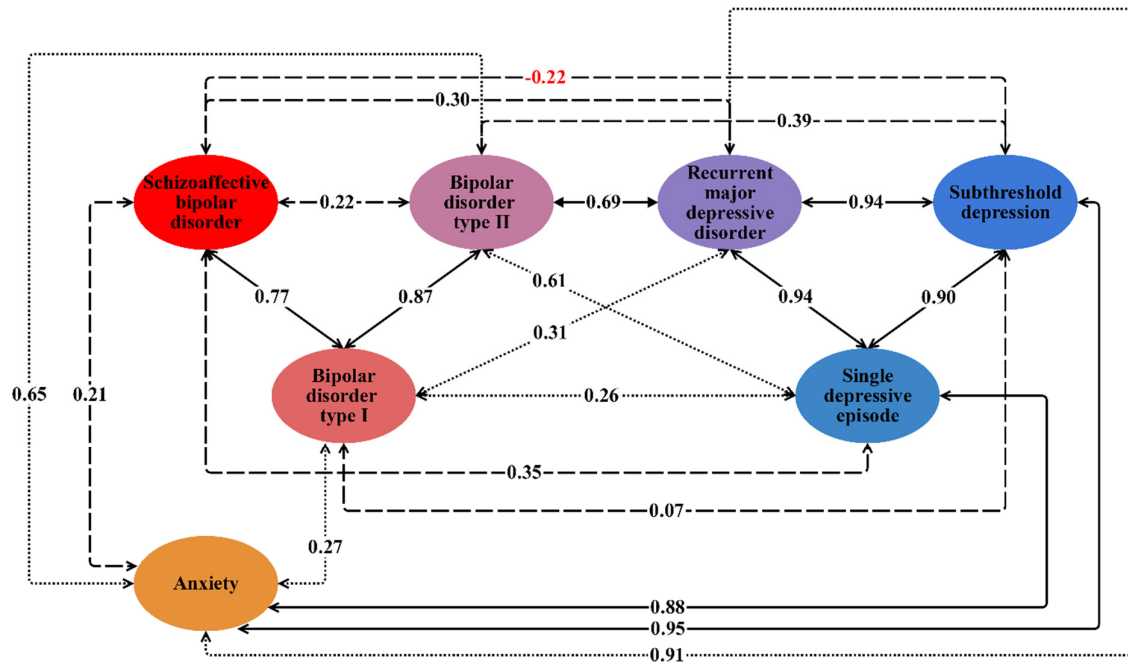 -0.22
0.30
0.39
Schizoaffective
bipolar
disorder
0.22
Bipolar
disorder
type II
0.69
Recurrent
major
depressive
disorder
0.94
Subthreshold
depression
0.77
0.87
0.61
0.31
0.94
0.90
0.65
0.21
Bipolar
disorder
type I
0.26
Single
depressive
episode
0.35
0.07
0.27
Anxiety
0.88
0.95
0.91